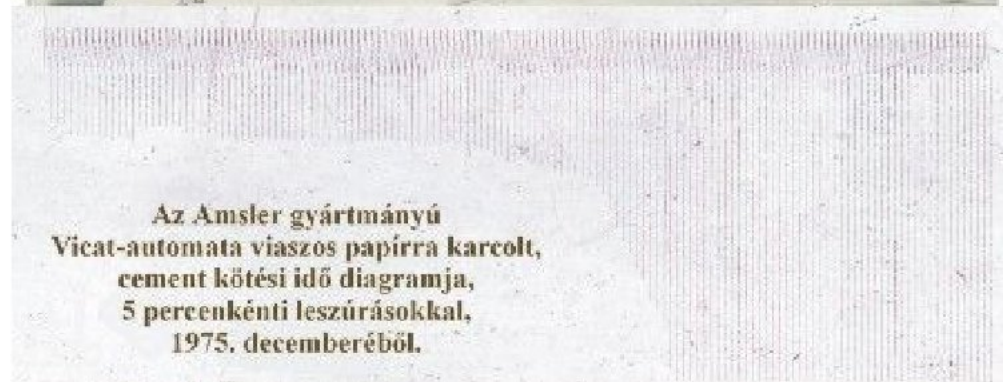 Az Amsler gyártmányú
Vicat-automata viaszos papírra karcolt,
cement kötési idő diagramja,
5 percenkénti leszúrásokkal,
1975. decemberéből.